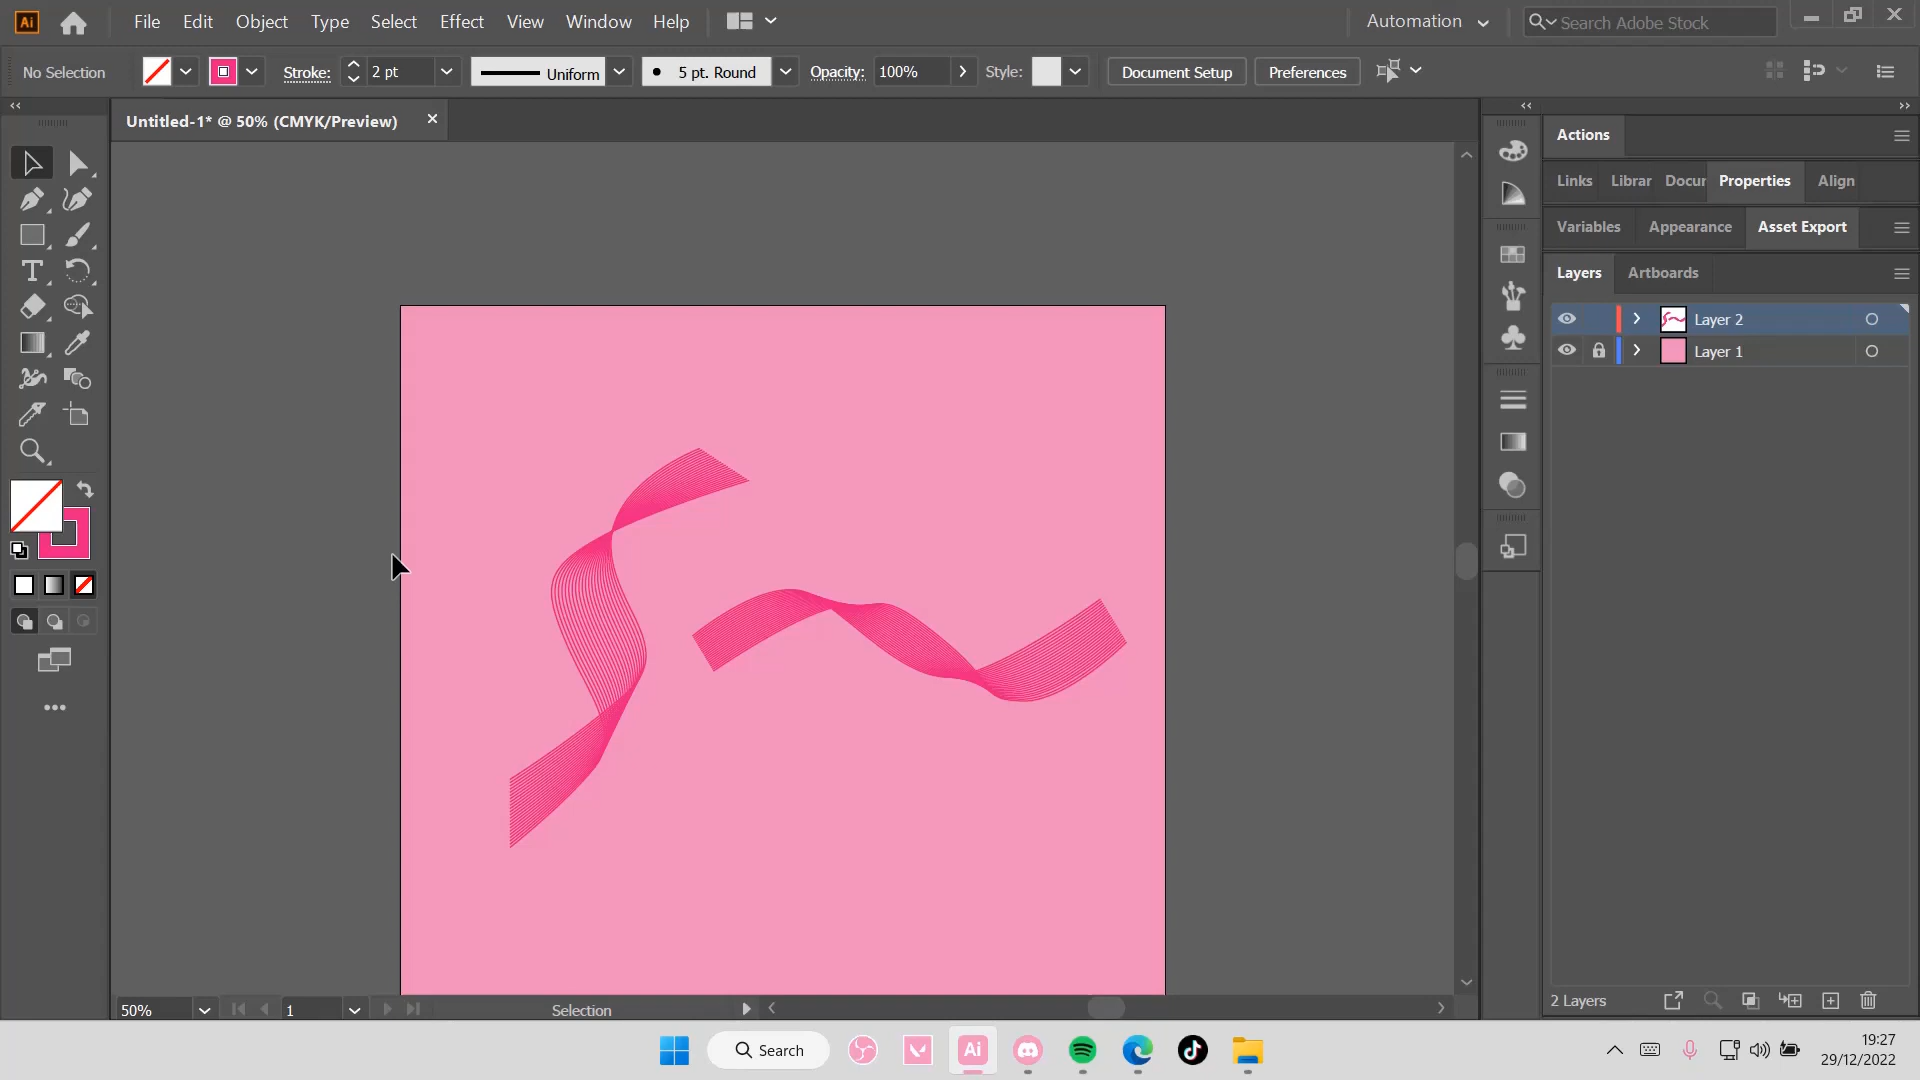 Ai File Edit Object Type Select Effect View Window Help Automation Search Adobe Stock
No Selection Stroke: 2 pt Uniform 5 pt. Round Opacity: 100% Style: Document Setup Preferences
Untitled-1* @ 50% (CMYK/Preview)
Actions
Links Librar Docur Properties Align
Variables Appearance Asset Export
Layers Artboards
Layer 2
Layer 1
50% 1 Selection
2 Layers
Search Ai
19:27
29/12/2022